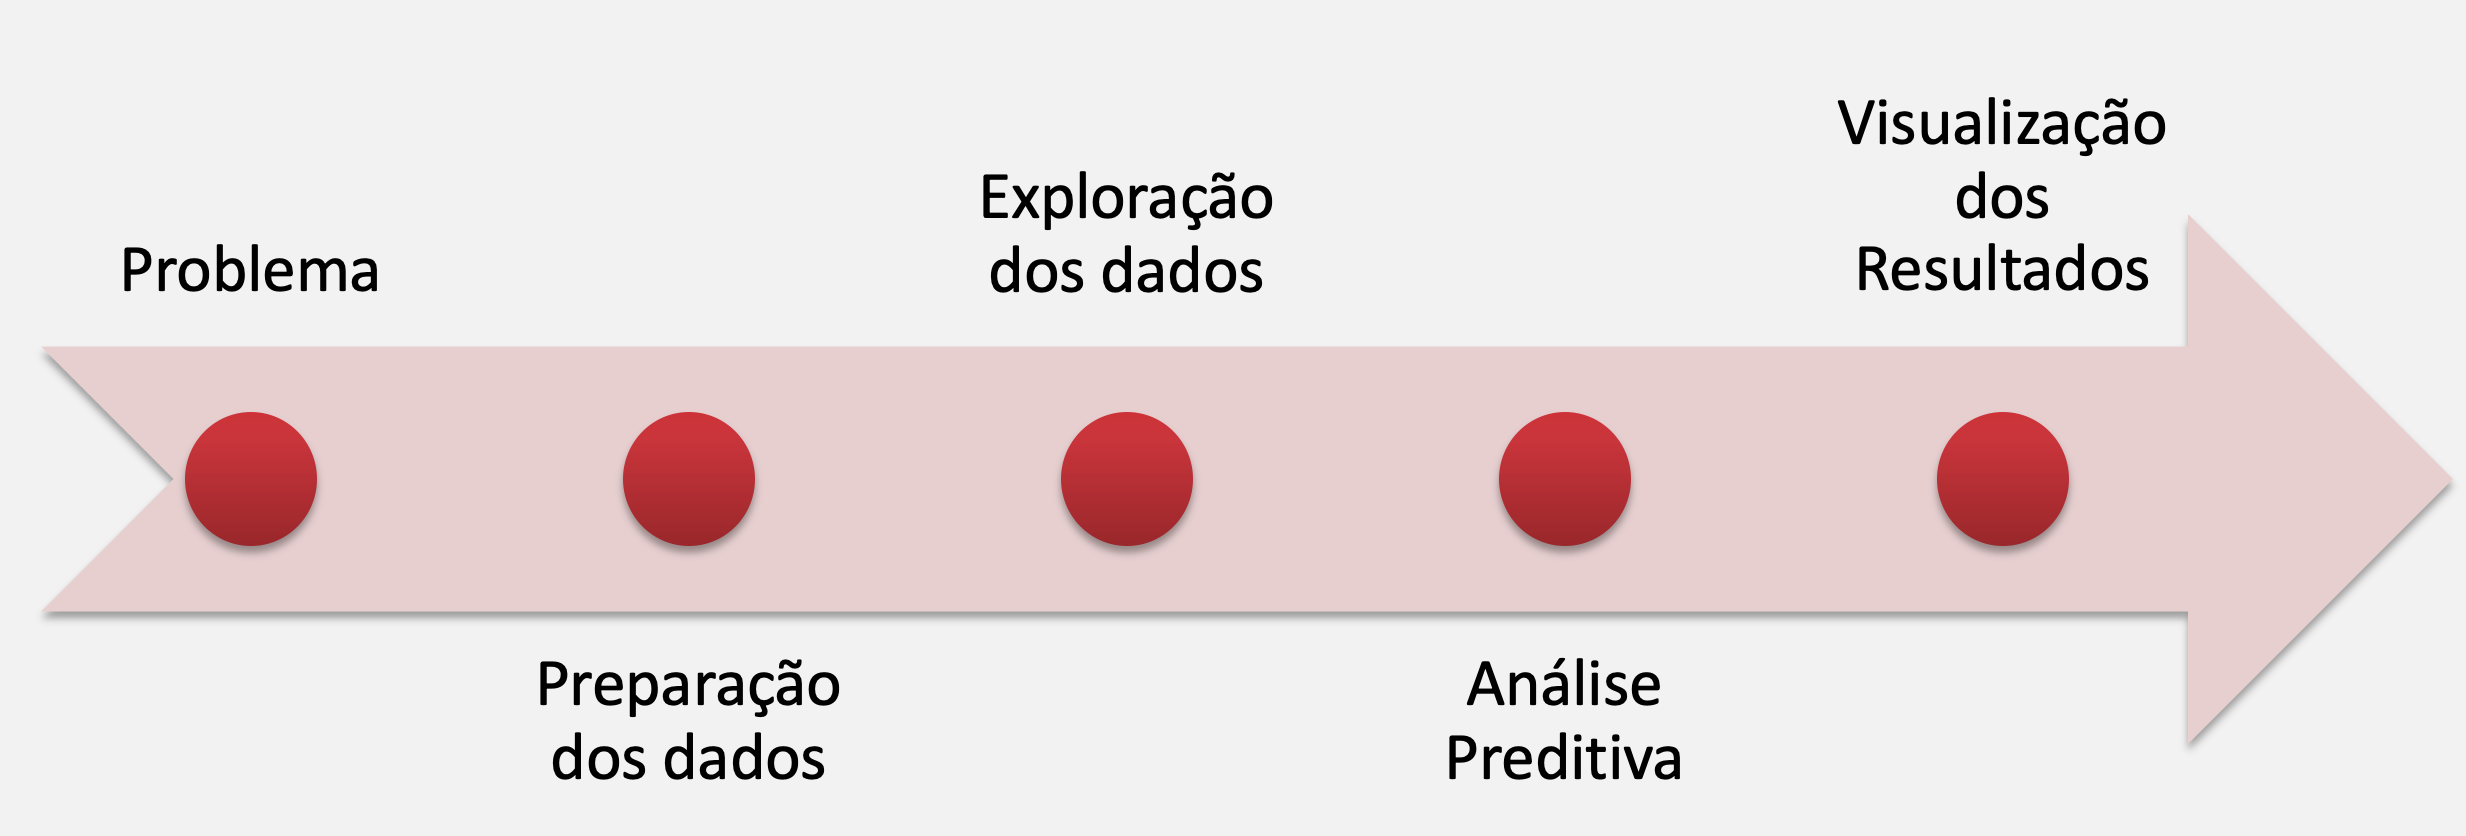 Problema
Preparação
dos dados
Exploração
dos dados
Análise
Preditiva
Visualização
dos
Resultados